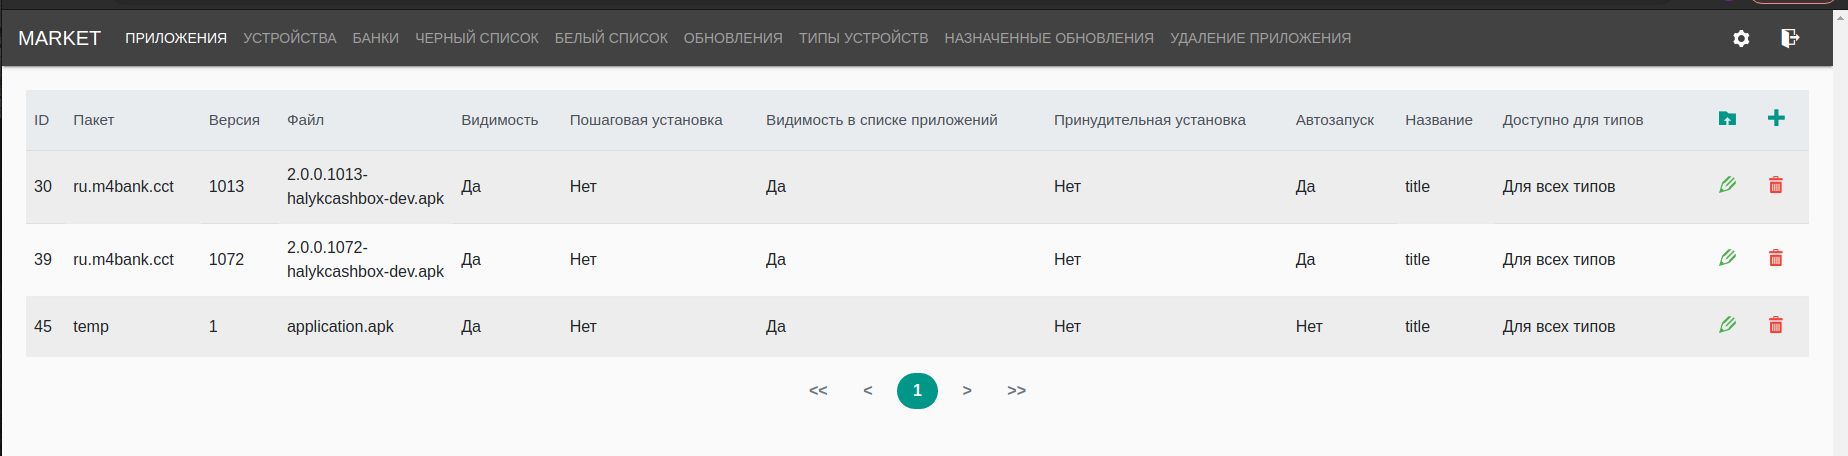 MARKET ПРИЛОЖЕНИЯ УСТРОЙСТВА БАНКИ ЧЕРНЫЙ СПИСОК БЕЛЫЙ СПИСОК ОБНОВЛЕНИЯ ТИПЫ УСТРОЙСТВ НАЗНАЧЕННЫЕ ОБНОВЛЕНИЯ УДАЛЕНИЕ ПРИЛОЖЕНИЯ
ID Пакет Версия Файл Видимость Пошаговая установка Видимость в списке приложений Принудительная установка Автозапуск Название Доступно для типов
2.0.0.1013-
30 ru.m4bank.cct 1013 Да Нет Да Нет Да title Для всех типов
halykcashbox-dev.apk
2.0.0.1072-
39 ru.m4bank.cct 1072 Да Нет Да Нет Да title Для всех типов
halykcashbox-dev.apk
45 temp 1 application.apk Да Нет Да Нет Нет title Для всех типов
<< < 1 > >>